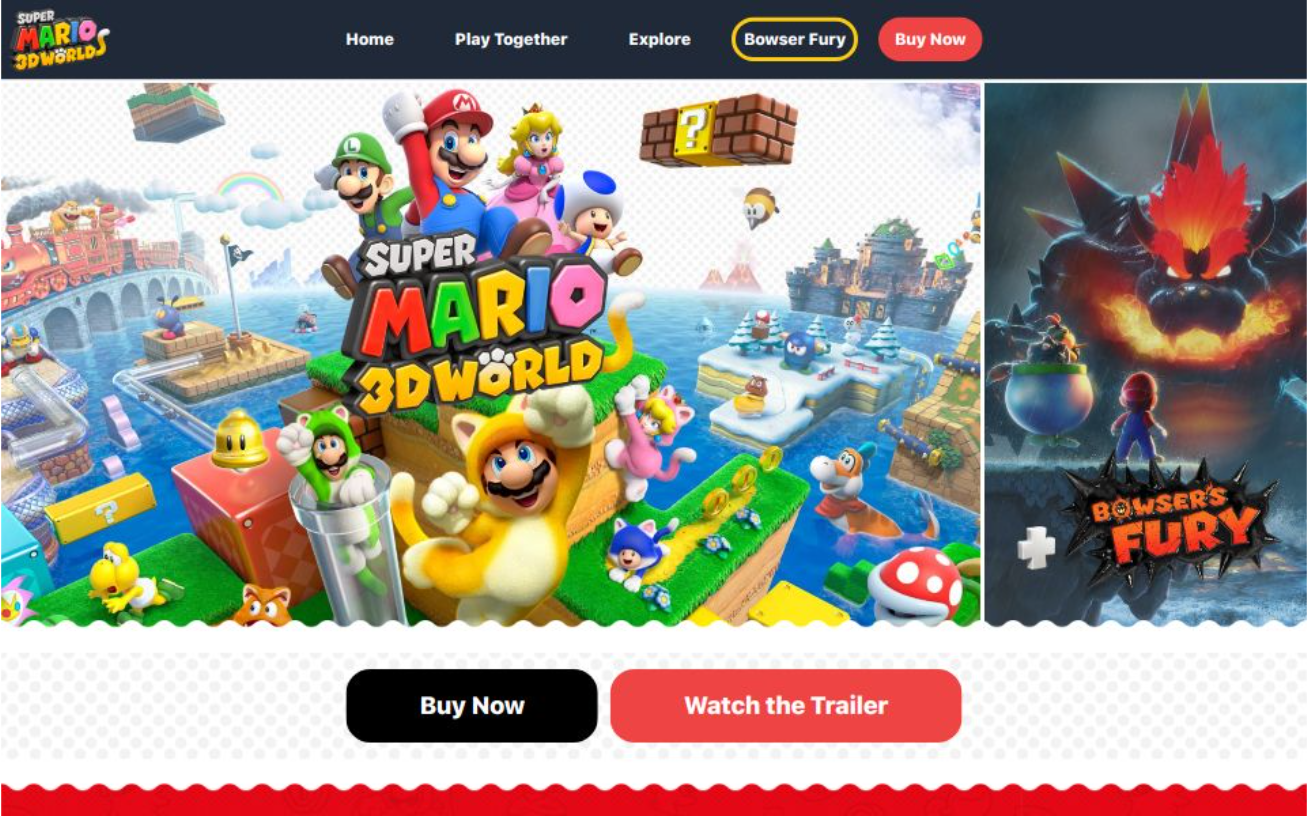 SUPER
MARIO
3D WORLD
Home
Play Together
Explore
Bowser Fury
Buy Now
L
M
?
SUPER
MARIO
3D WORLD
™
?
+
BOWSER'S
FURY
Buy Now
Watch the Trailer